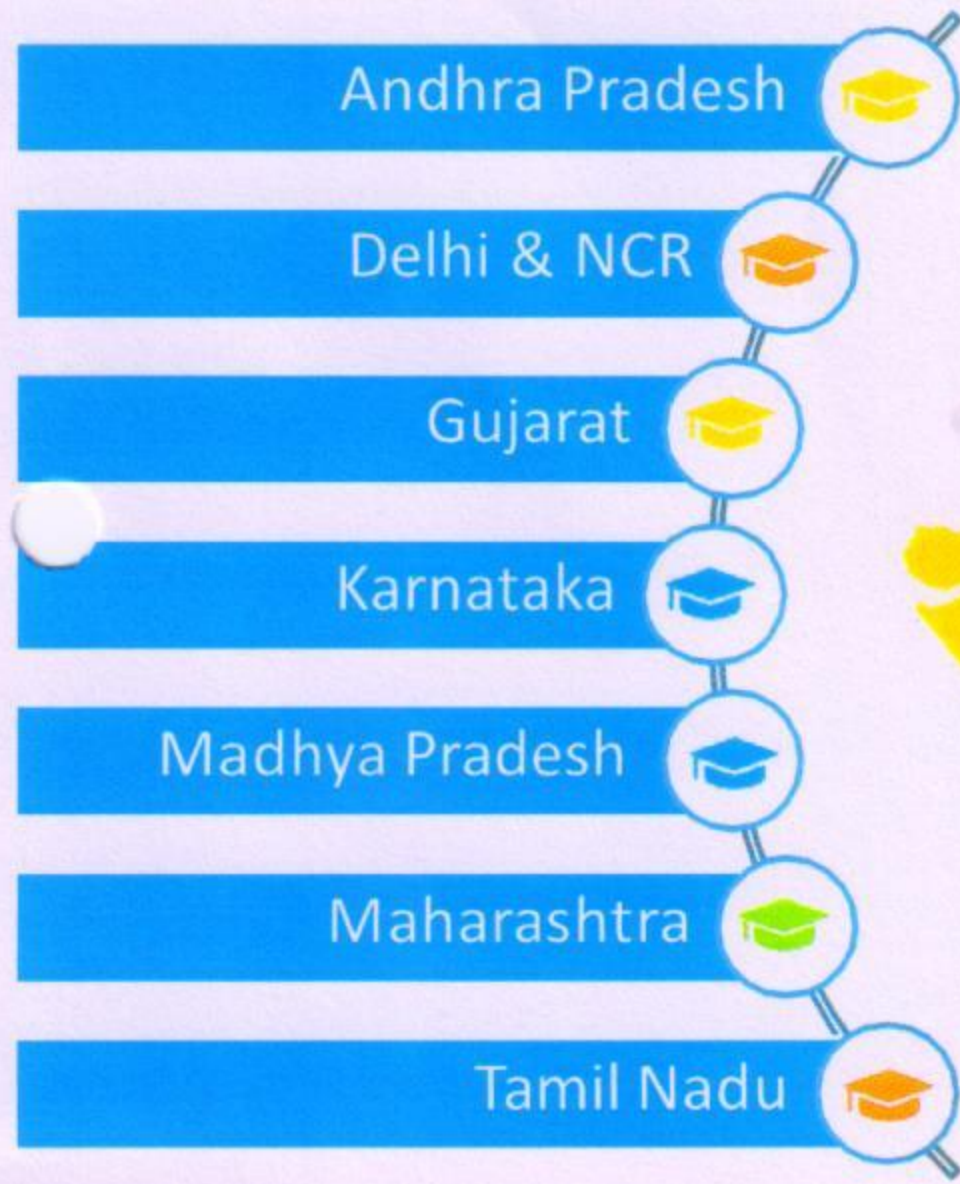 Andhra Pradesh
Delhi & NCR
Gujarat
Karnataka
Madhya Pradesh
Maharashtra
Tamil Nadu